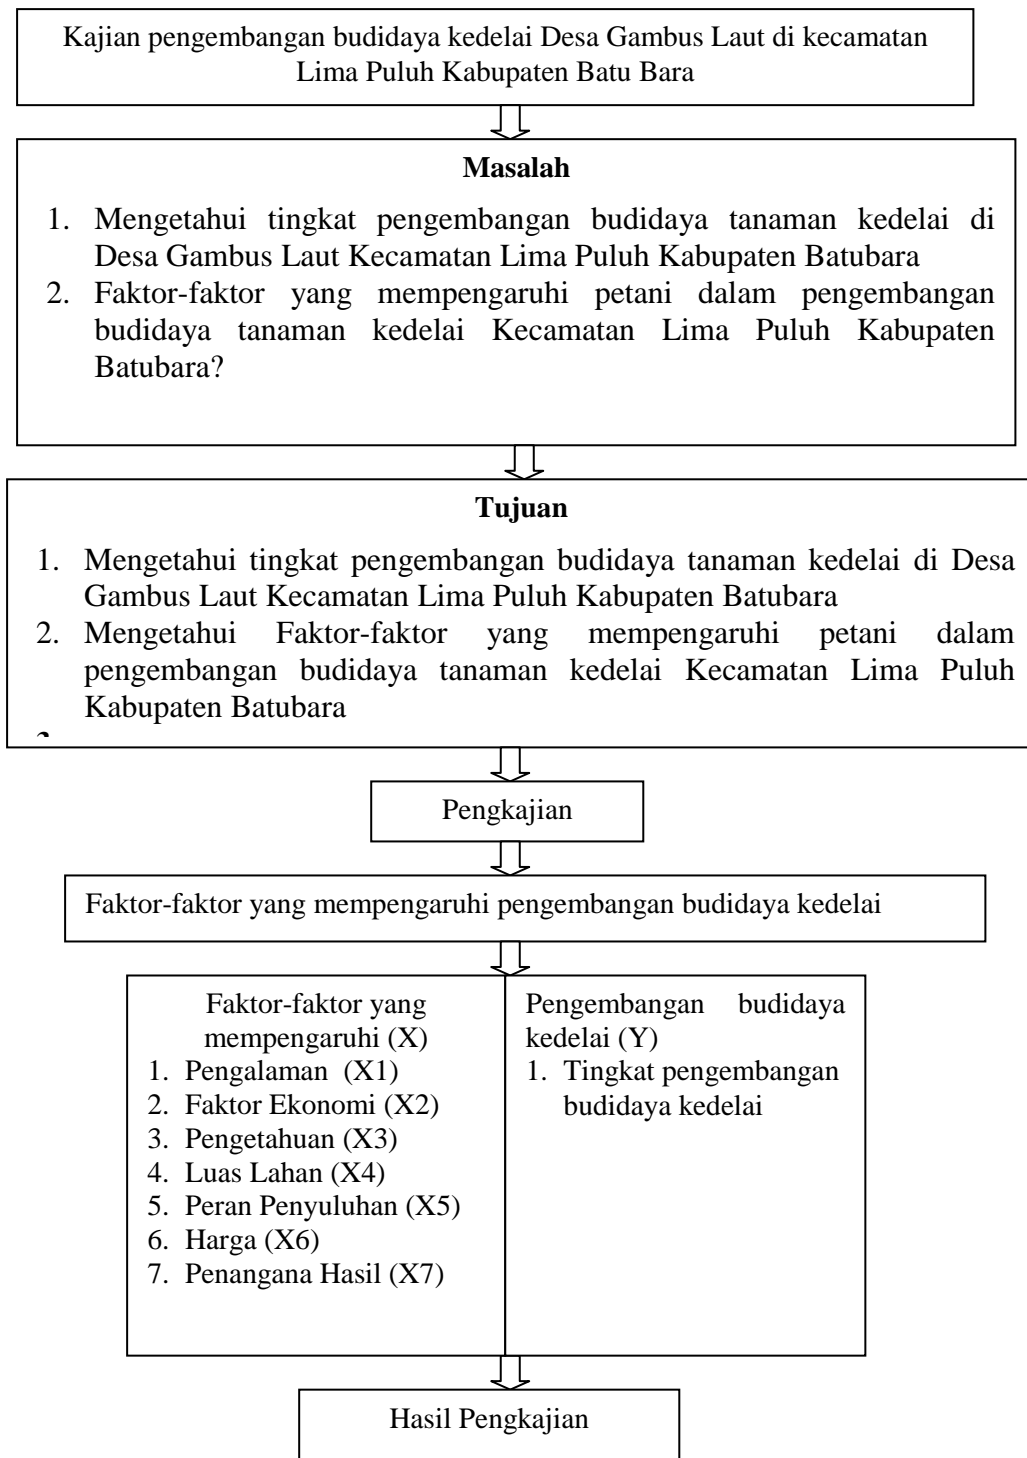 Kajian pengembangan budidaya kedelai Desa Gambus Laut di kecamatan
Lima Puluh Kabupaten Batu Bara
Masalah
1. Mengetahui tingkat pengembangan budidaya tanaman kedelai di
Desa Gambus Laut Kecamatan Lima Puluh Kabupaten Batubara
2. Faktor-faktor yang mempengaruhi petani dalam pengembangan
budidaya tanaman kedelai Kecamatan Lima Puluh Kabupaten
Batubara?
Tujuan
1. Mengetahui tingkat pengembangan budidaya tanaman kedelai di Desa
Gambus Laut Kecamatan Lima Puluh Kabupaten Batubara
2. Mengetahui Faktor-faktor yang mempengaruhi petani dalam
pengembangan budidaya tanaman kedelai Kecamatan Lima Puluh
Kabupaten Batubara
Pengkajian
Faktor-faktor yang mempengaruhi pengembangan budidaya kedelai
Faktor-faktor yang
mempengaruhi (X)
1. Pengalaman (X1)
2. Faktor Ekonomi (X2)
3. Pengetahuan (X3)
4. Luas Lahan (X4)
5. Peran Penyuluhan (X5)
6. Harga (X6)
7. Penangana Hasil (X7)
Pengembangan budidaya
kedelai (Y)
1. Tingkat pengembangan
budidaya kedelai
Hasil Pengkajian